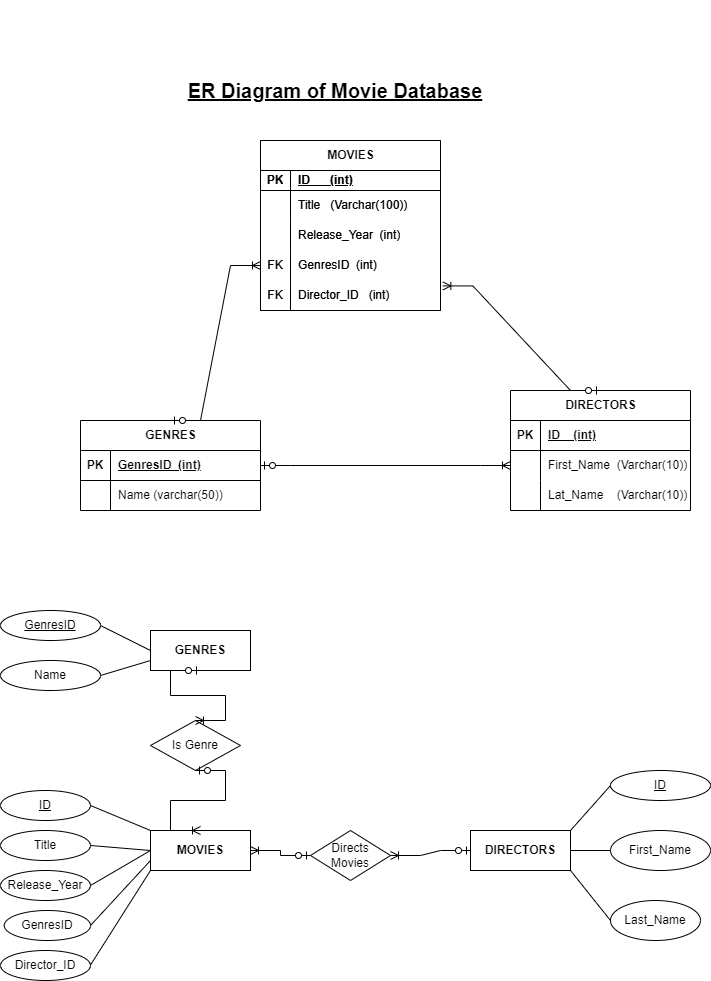 ER Diagram of Movie Database
MOVIES
PK ID (int)
Title (Varchar(100))
Release_Year (int)
FK GenresID (int)
FK Director_ID (int)
DIRECTORS
PK ID (int)
First_Name (Varchar(10))
Lat_Name (Varchar(10))
GENRES
PK GenresID (int)
Name (varchar(50))
GenresID
GENRES
Name
Is Genre
ID
Title
Release_Year
GenresID
Director_ID
MOVIES
Directs
Movies
DIRECTORS
ID
First_Name
Last_Name